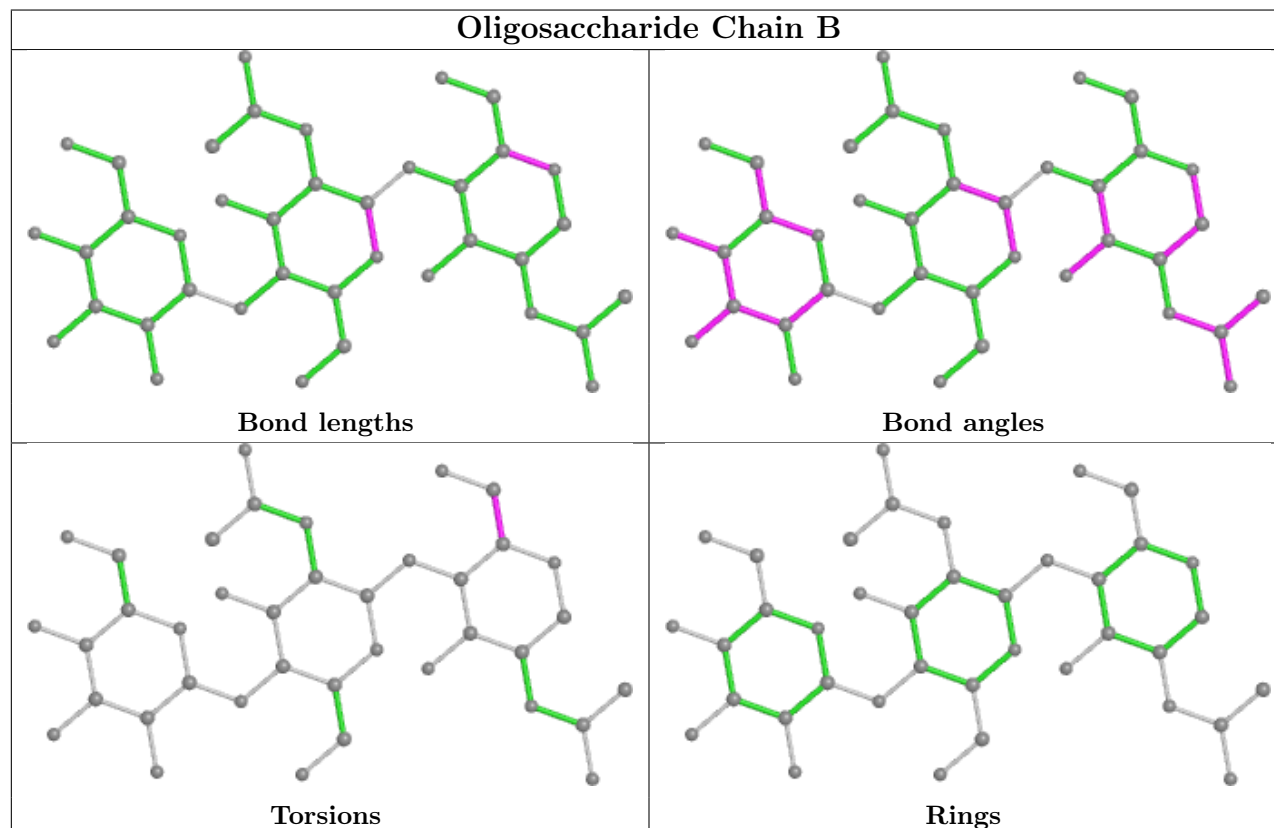 Oligosaccharide Chain B
Bond lengths
Bond angles
Torsions
Rings